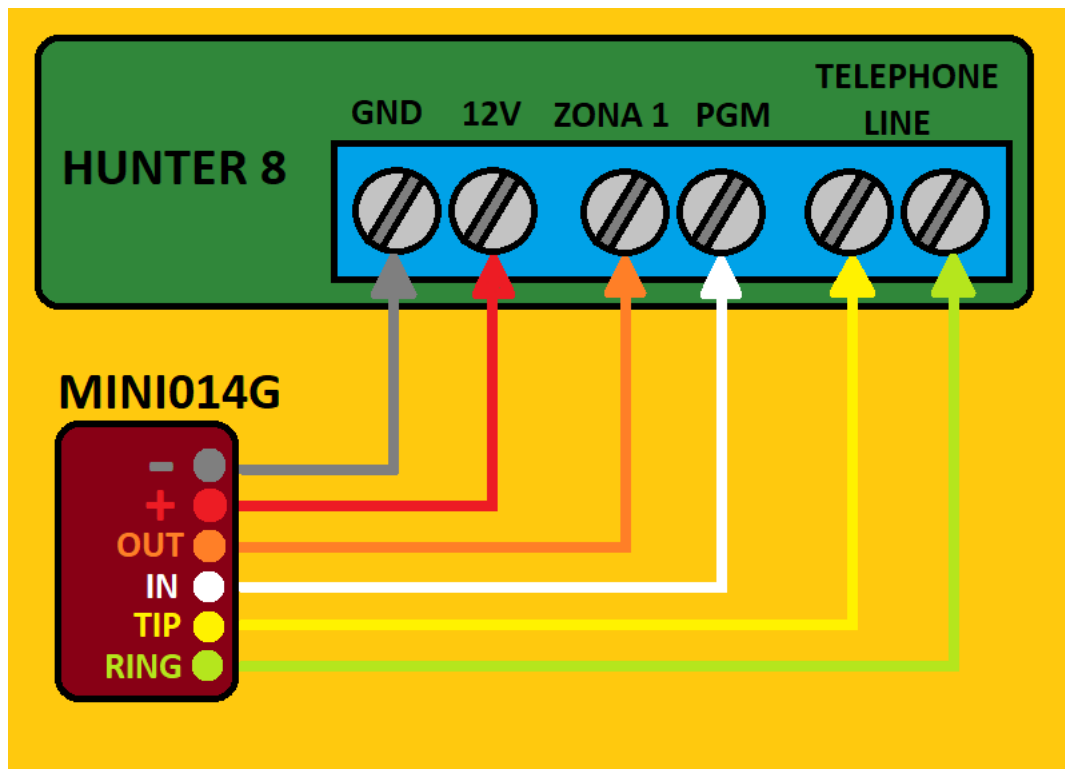 TELEPHONE
GND 12V ZONA 1 PGM LINE
HUNTER 8
MINI014G
-
+
OUT
IN
TIP
RING